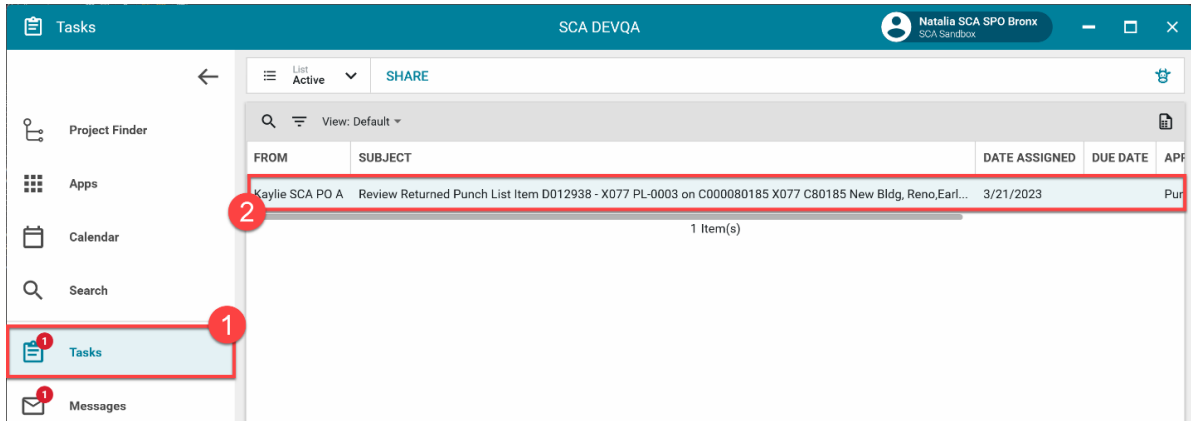 Tasks
SCA DEVQA
Natalia SCA SPO Bronx
SCA Sandbox
List
Active
SHARE
Project Finder
Apps
Calendar
Search
1
Tasks
1
1
Messages
View: Default
FROM SUBJECT DATE ASSIGNED DUE DATE APP
Kaylie SCA PO A Review Returned Punch List Item D012938 - X077 PL-0003 on C000080185 X077 C80185 New Bldg, Reno,Earl... 3/21/2023 Pun
2
1 Item(s)